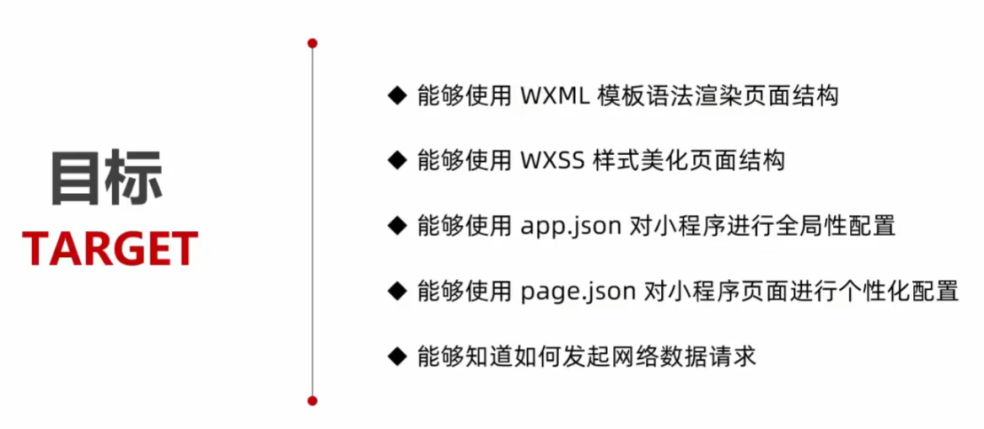 目标
TARGET
◆ 能够使用 WXML 模板语法渲染页面结构
◆ 能够使用 WXSS 样式美化页面结构
◆ 能够使用 app.json 对小程序进行全局性配置
◆ 能够使用 page.json 对小程序页面进行个性化配置
◆ 能够知道如何发起网络数据请求